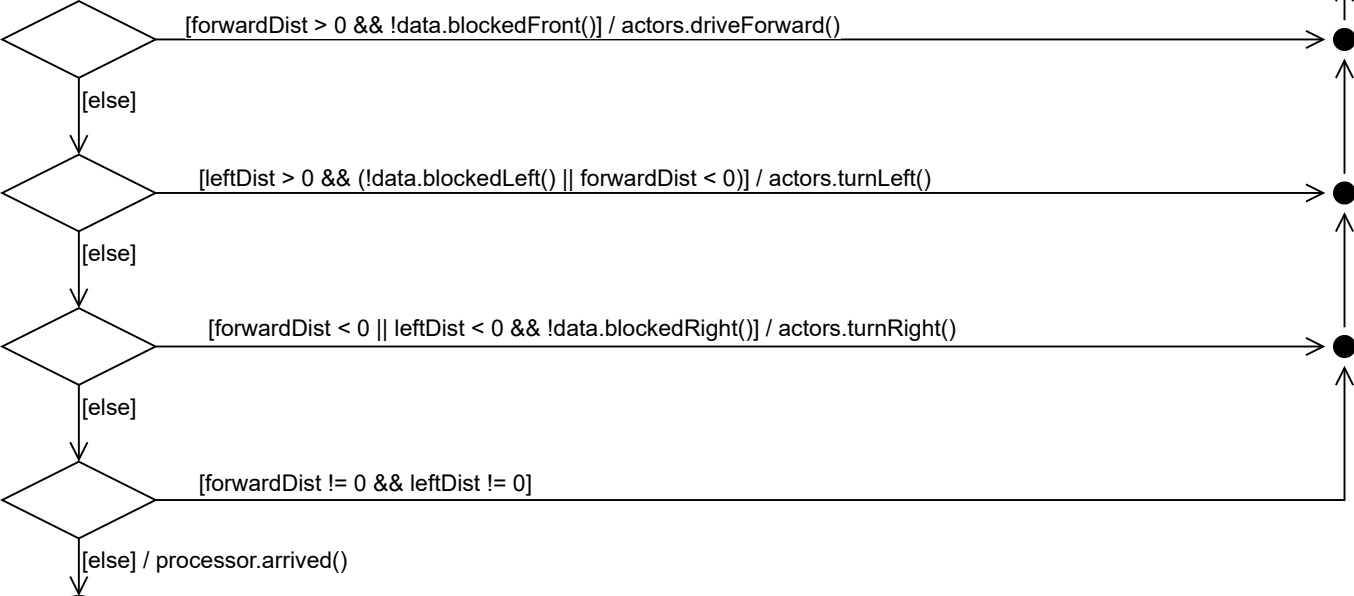 [forwardDist > 0 && !data.blockedFront()] / actors.driveForward()
[else]
[leftDist > 0 && (!data.blockedLeft() || forwardDist < 0)] / actors.turnLeft()
[else]
[forwardDist < 0 || leftDist < 0 && !data.blockedRight()] / actors.turnRight()
[else]
[forwardDist != 0 && leftDist != 0]
[else] / processor.arrived()